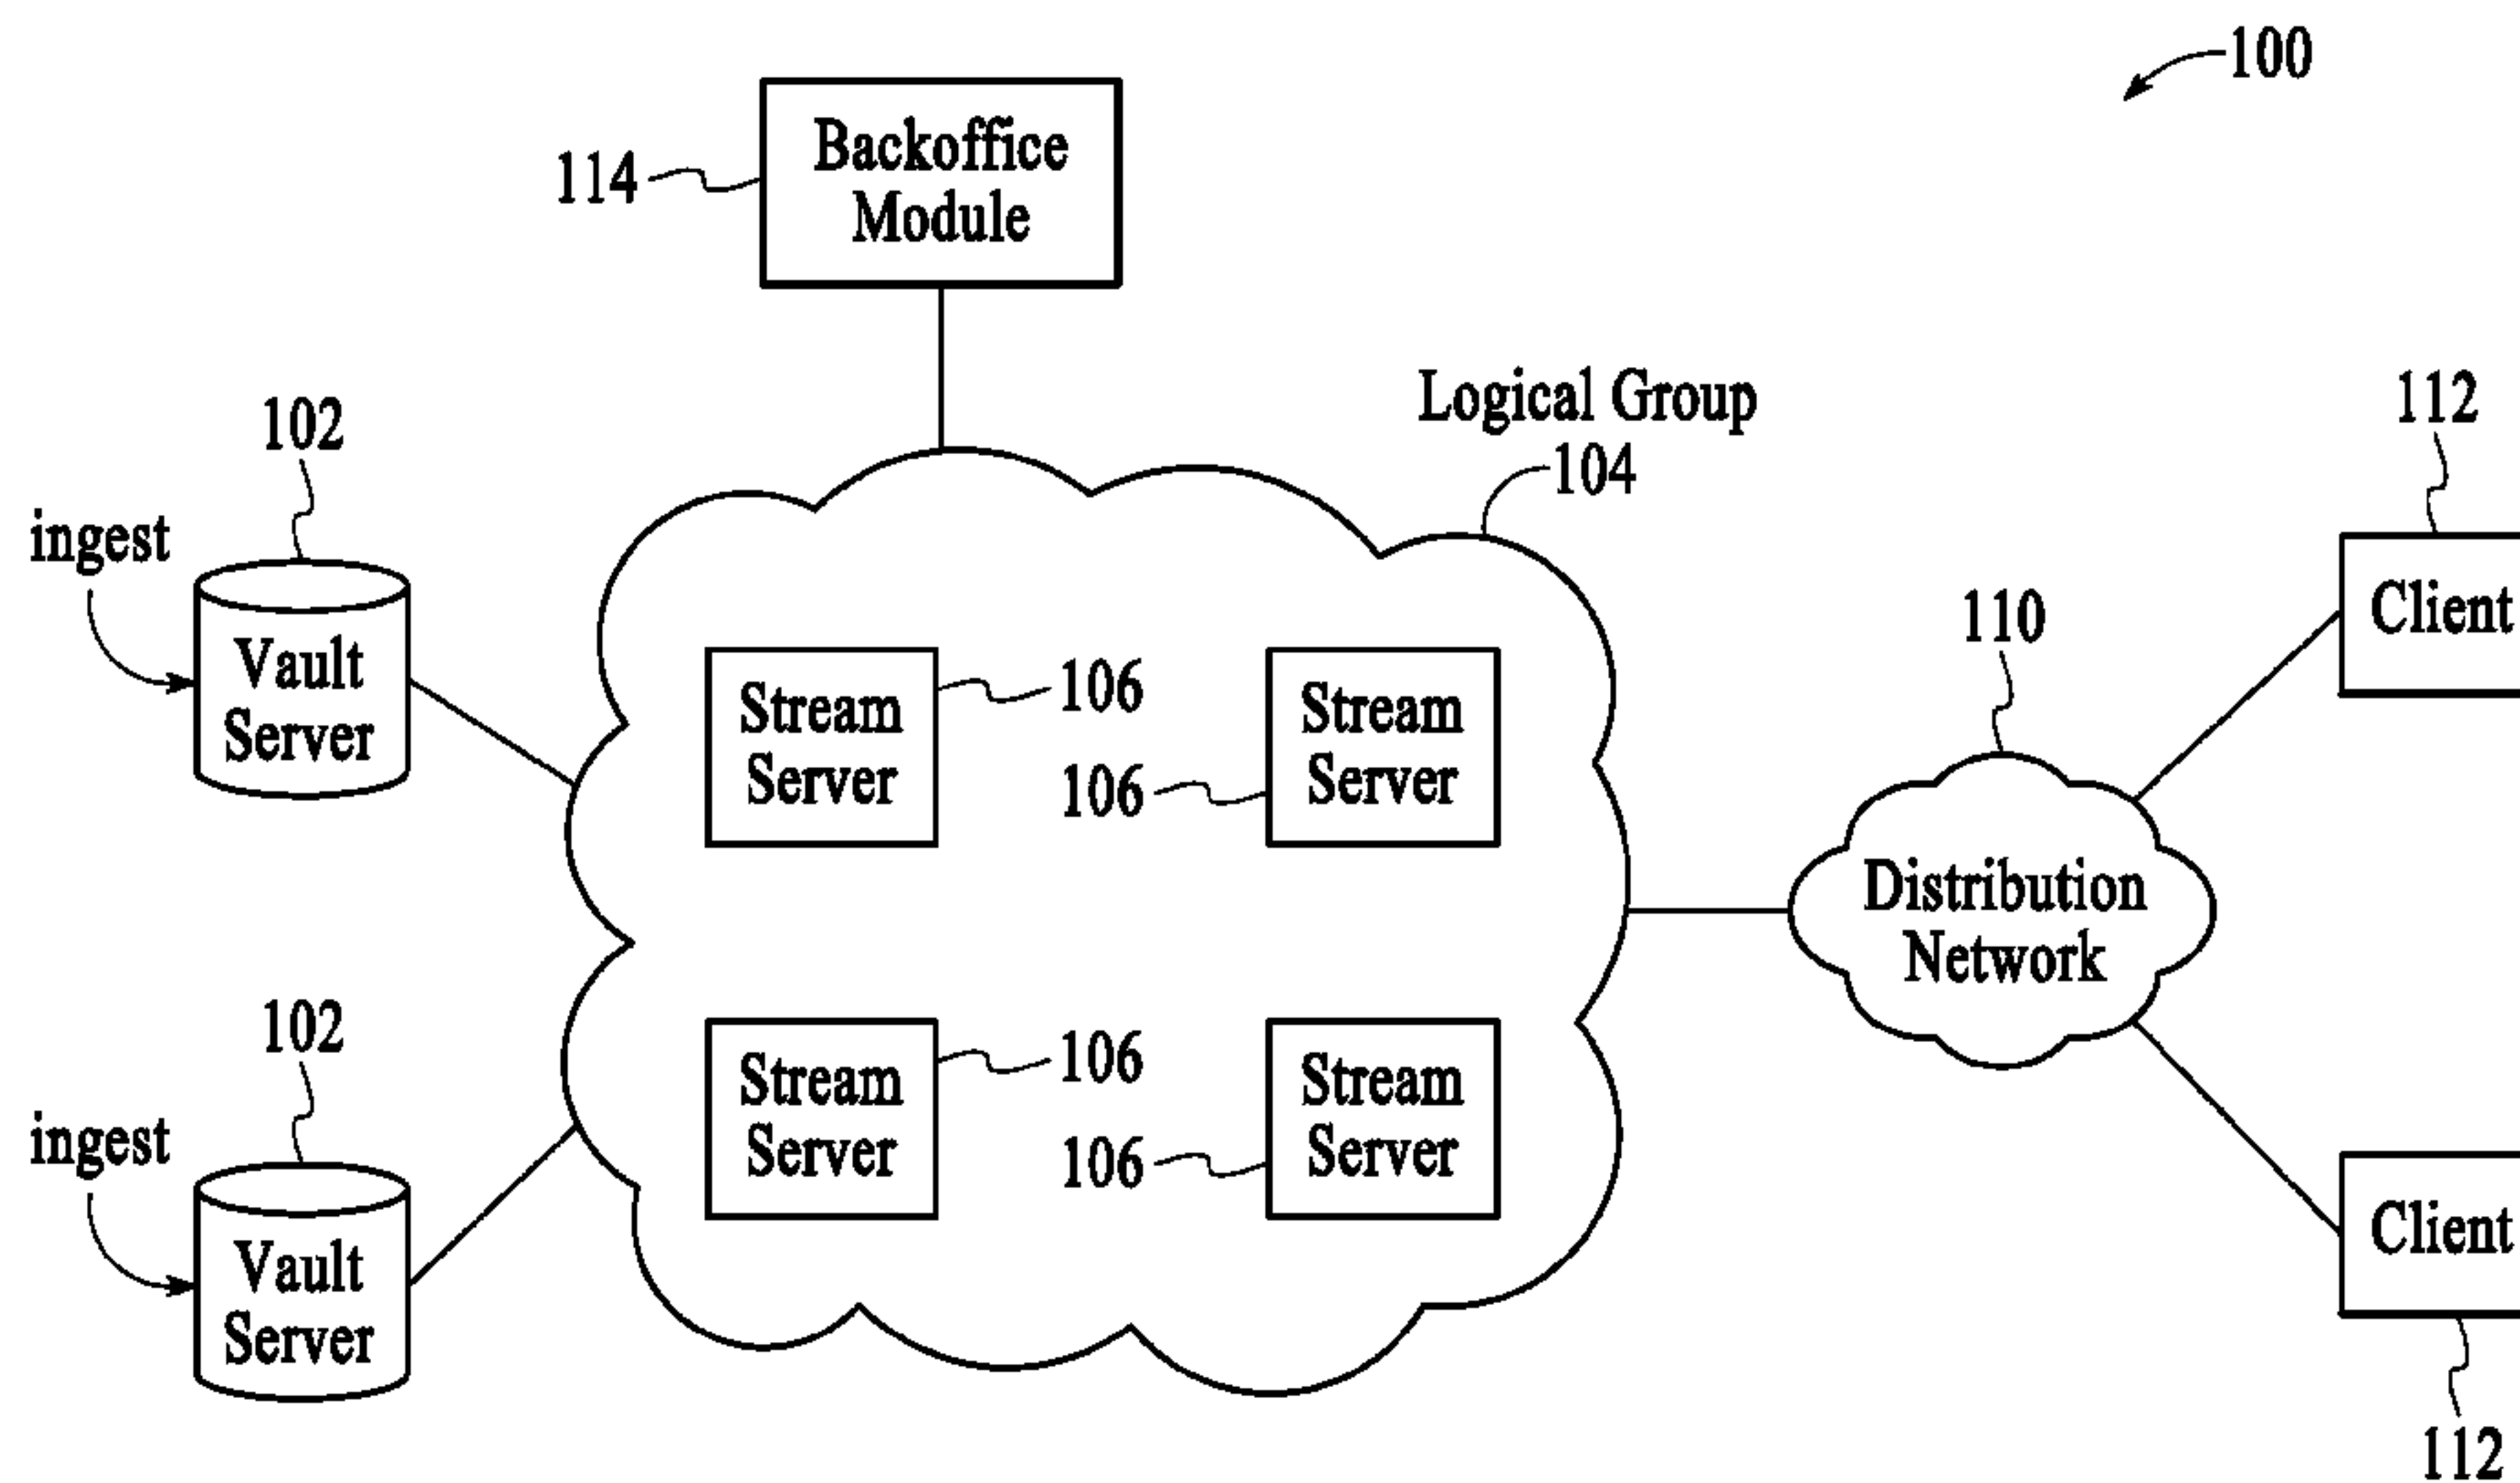 100
Backoffice
Module
114
Logical Group
104
112
102
ingest
Vault
Server
Client
110
Stream
Server
106
Stream
Server
106
Distribution
Network
102
ingest
Vault
Server
Stream
Server
106
Stream
Server
106
Client
112